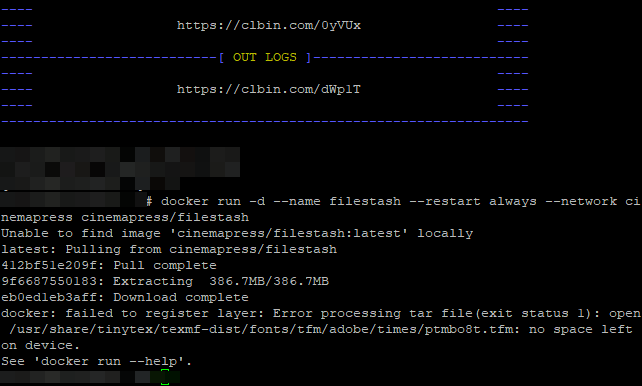 ---- ----
---- https://clbin.com/0yVUx ----
---- ----
---------------------------[ OUT LOGS ]---------------------------
---- ----
---- https://clbin.com/dWplT ----
---- ----
------------------------------------------------------------------
# docker run -d --name filestash --restart always --network ci
nemapress cinemapress/filestash
Unable to find image 'cinemapress/filestash:latest' locally
latest: Pulling from cinemapress/filestash
412bf51e209f: Pull complete
9f6687550183: Extracting 386.7MB/386.7MB
eb0ed1eb3aff: Download complete
docker: failed to register layer: Error processing tar file(exit status 1): open
/usr/share/tinytex/texmf-dist/fonts/tfm/adobe/times/ptmbo8t.tfm: no space left
on device.
See 'docker run --help'.